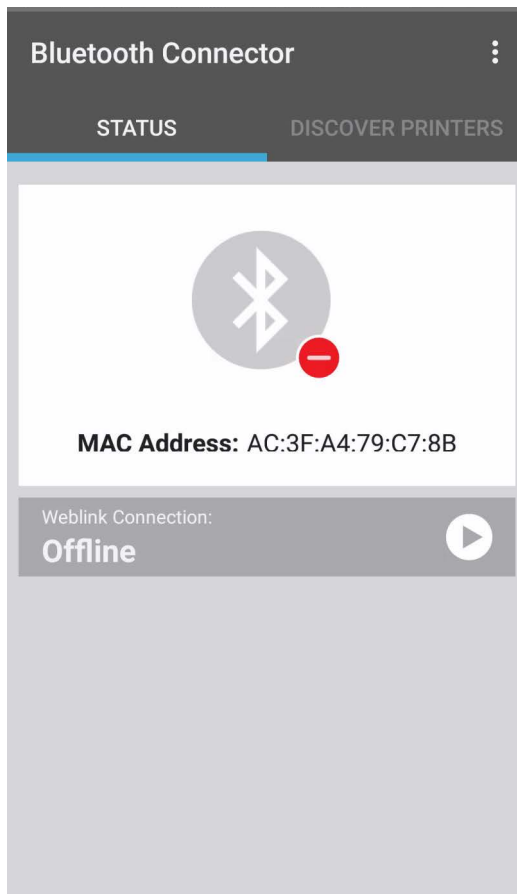 Bluetooth Connector
STATUS
DISCOVER PRINTERS
MAC Address: AC:3F:A4:79:C7:8B
Weblink Connection:
Offline